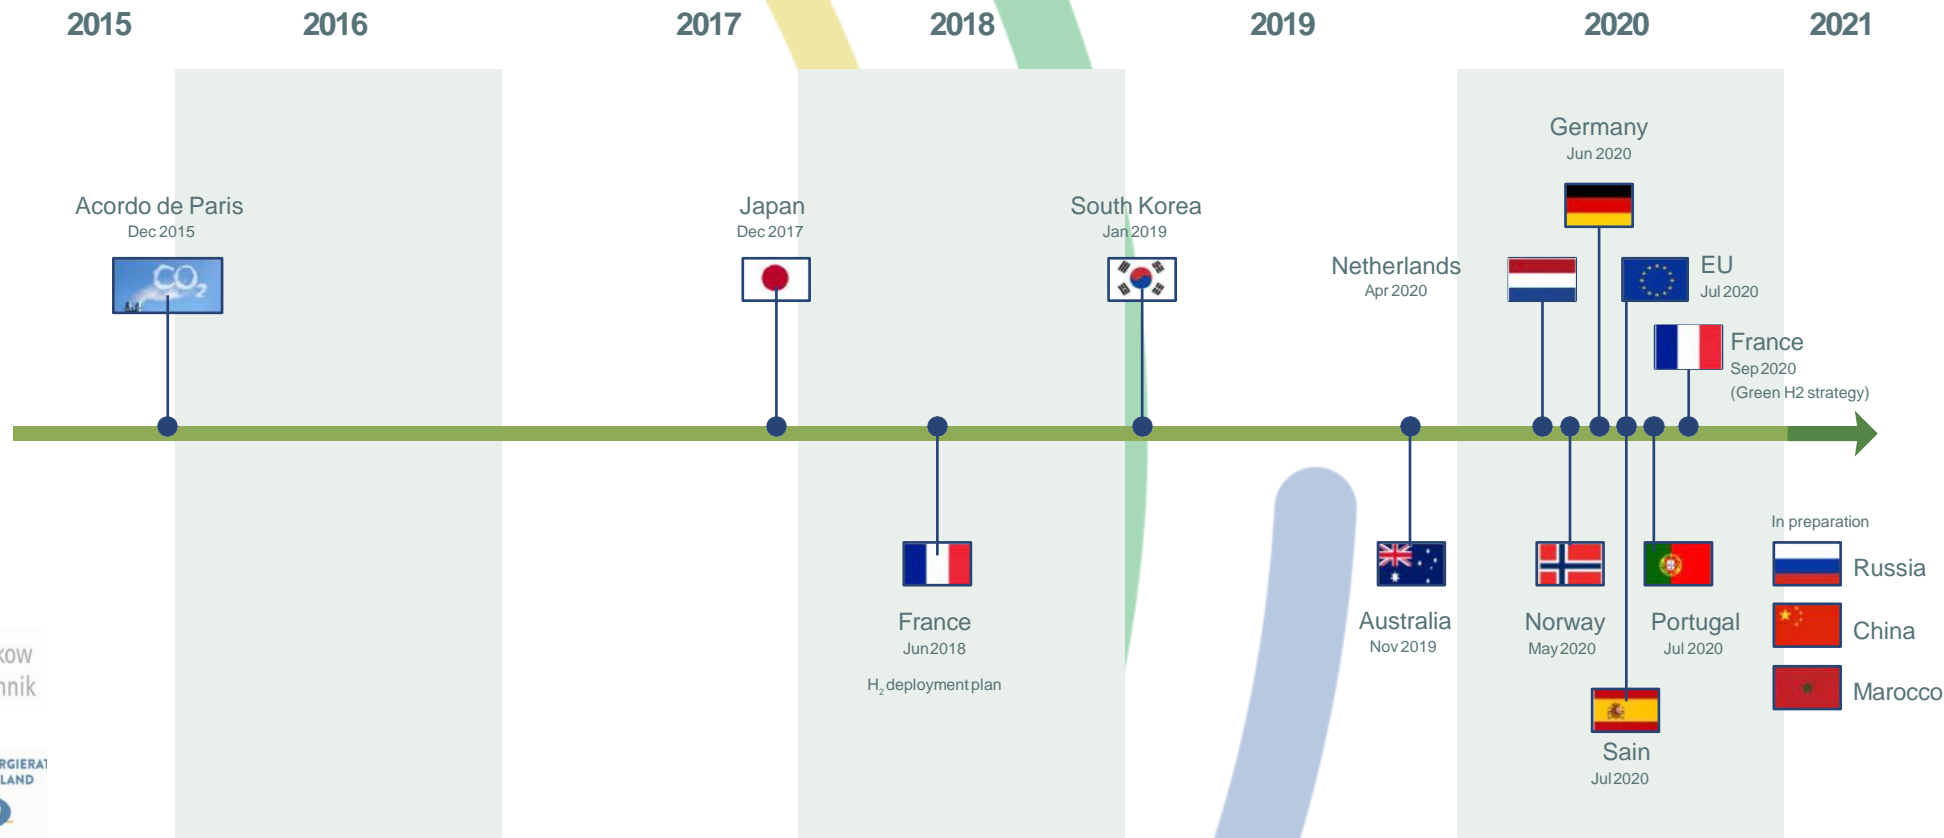 2015 2016 2017 2018 2019 2020 2021
Germany
Jun 2020
Acordo de Paris
Dec 2015
CO2
Japan
Dec 2017
South Korea
Jan 2019
Netherlands
Apr 2020
EU
Jul 2020
France
Sep 2020
(Green H2 strategy)
In preparation
Russia
China
Marocco
France
Jun 2018
H2 deployment plan
Australia
Nov 2019
Norway
May 2020
Portugal
Jul 2020
Sain
Jul 2020
LAND